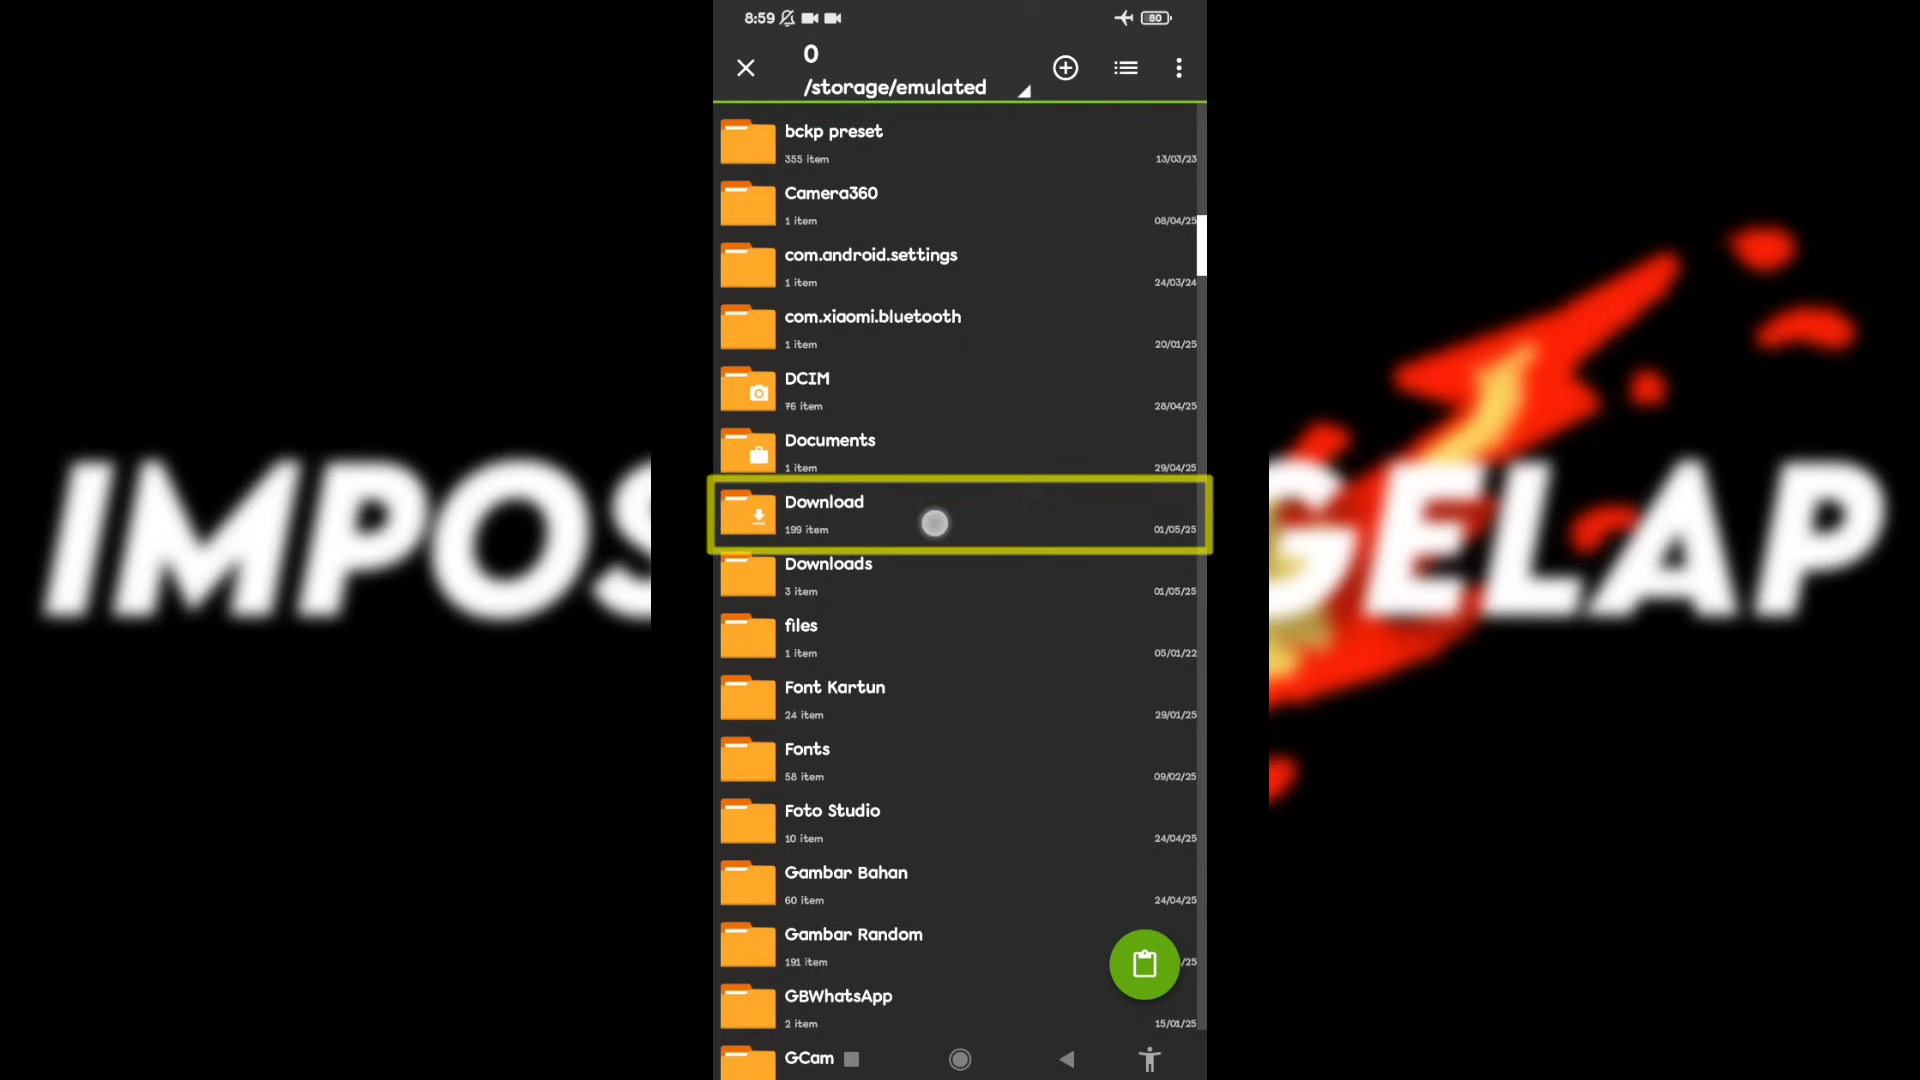 8:59
80
0
/storage/emulated
bckp preset
355 item
13/03/23
Camera360
1 item
08/04/25
com.android.settings
1 item
24/03/24
com.xiaomi.bluetooth
1 item
20/01/25
DCIM
76 item
28/04/25
Documents
1 item
29/04/25
IMPOS
GELAP
Download
199 item
01/05/25
Downloads
3 item
01/05/25
files
1 item
05/01/22
Font Kartun
24 item
29/01/25
Fonts
58 item
09/02/25
Foto Studio
10 item
24/04/25
Gambar Bahan
60 item
24/04/25
Gambar Random
191 item
/25
GBWhatsApp
2 item
15/01/25
GCam